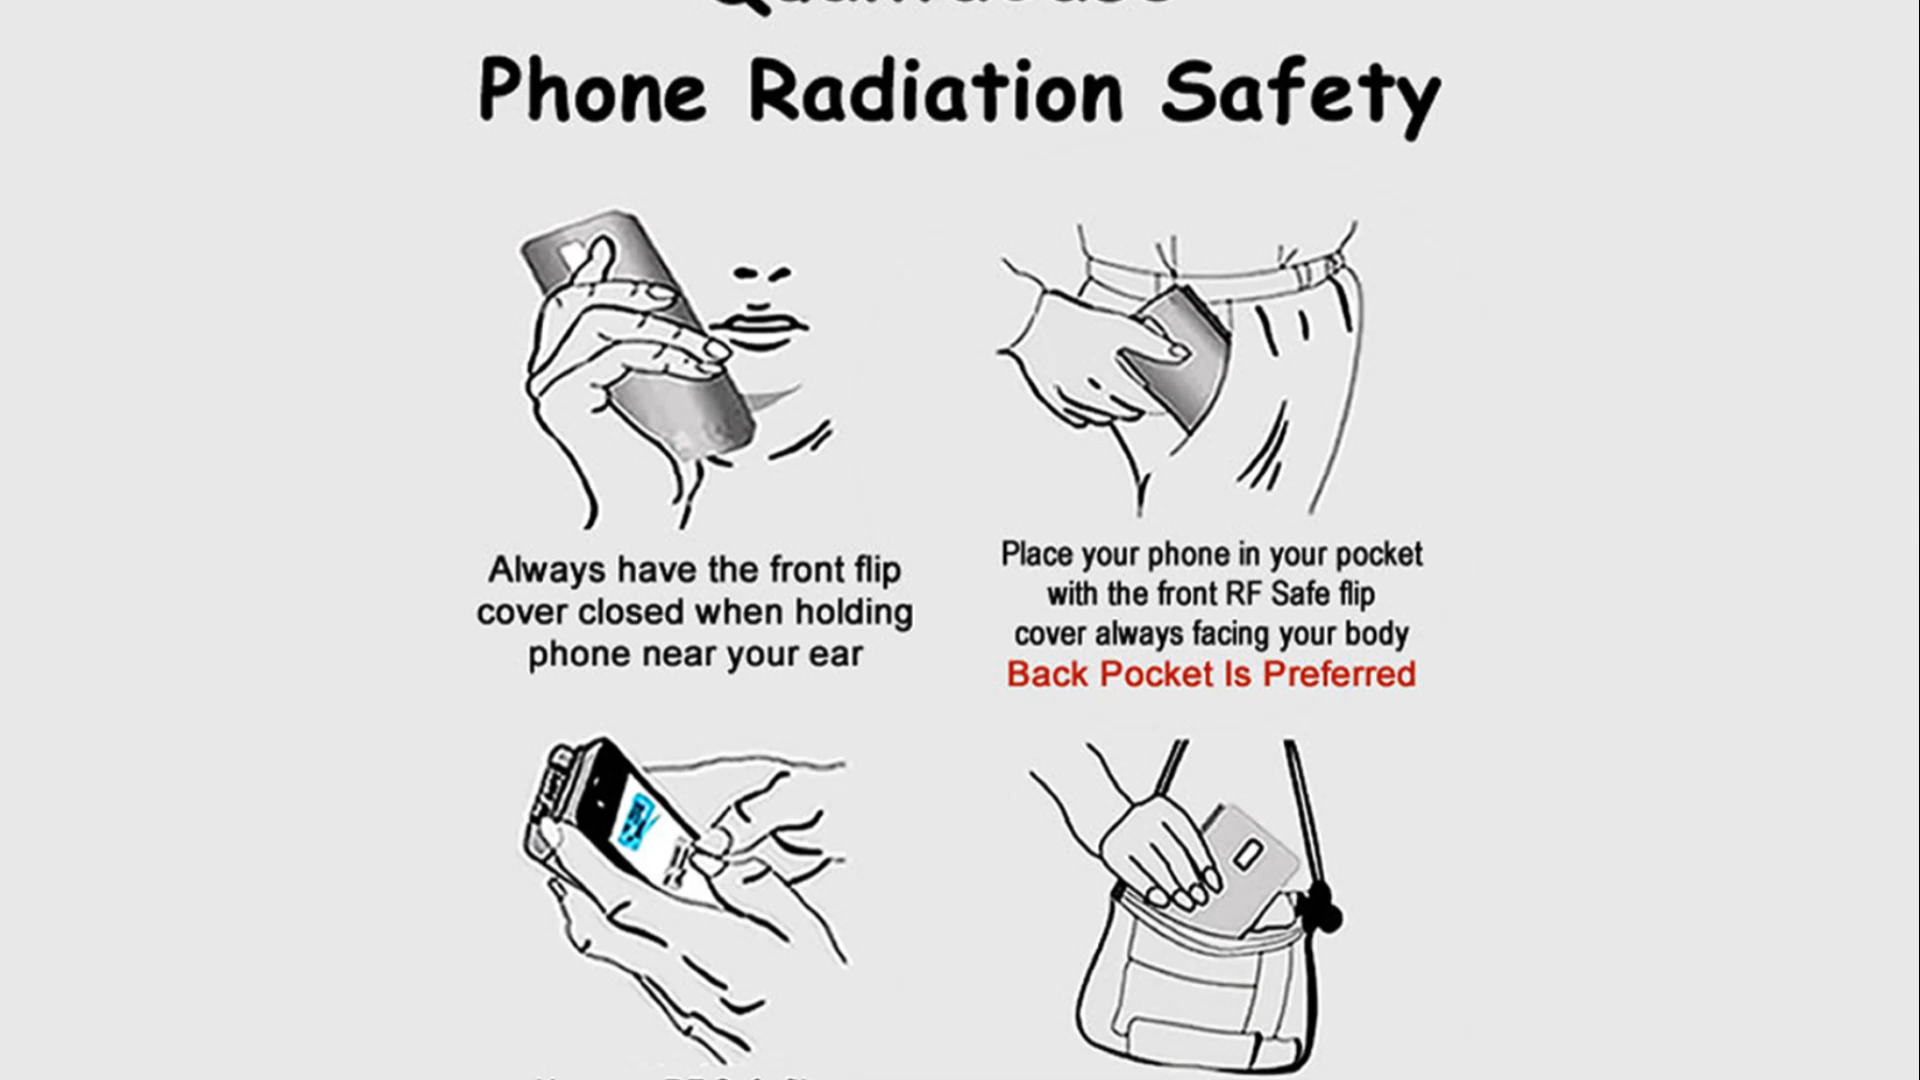 Phone Radiation Safety
Always have the front flip
cover closed when holding
phone near your ear
Place your phone in your pocket
with the front RF Safe flip
cover always facing your body
Back Pocket Is Preferred